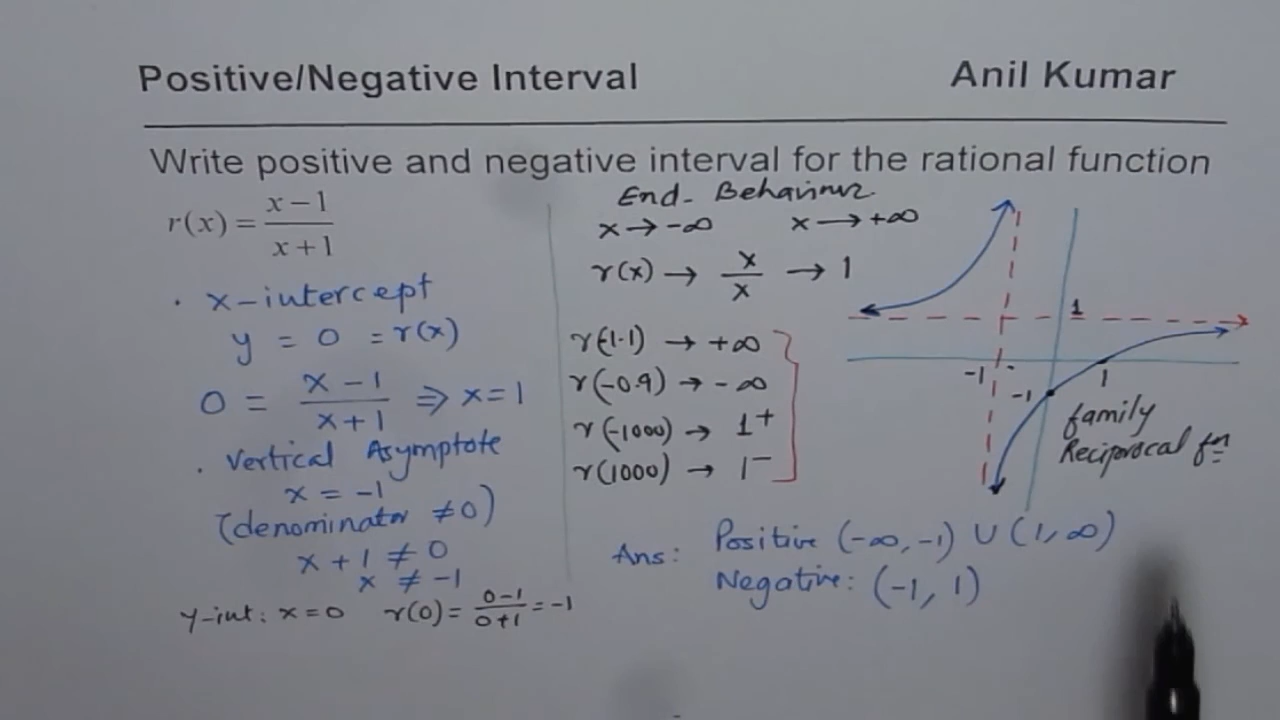 Positive/Negative Interval
Anil Kumar
Write positive and negative interval for the rational function
r(x) = (x-1)/(x+1)
· x-intercept
y = 0 = r(x)
0 = (x-1)/(x+1) ⇒ x=1
· Vertical Asymptote
x = -1
(denominator ≠0)
x+1 ≠ 0
x ≠ -1
y-int: x=0 r(0) = (0-1)/(0+1) = -1
End-Behaviour
x → -∞ x → +∞
r(x) → x/x → 1
r(-1.1) → +∞
r(-0.9) → -∞
r(-1000) → 1⁺
r(1000) → 1⁻
1
-1
1
-1
family
Reciprocal fn
Ans: Positive (-∞,-1) ∪ (1,∞)
Negative: (-1, 1)